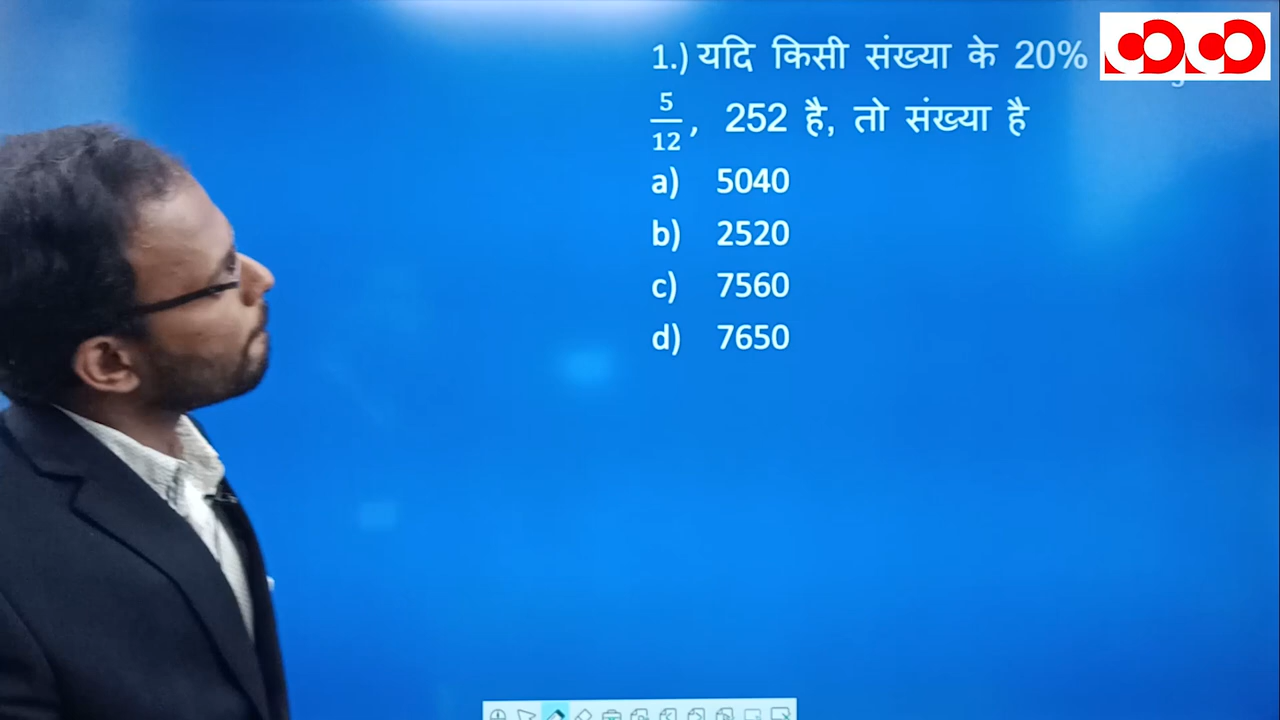 1.) यदि किसी संख्या के 20%
5/12, 252 है, तो संख्या है
a) 5040
b) 2520
c) 7560
d) 7650